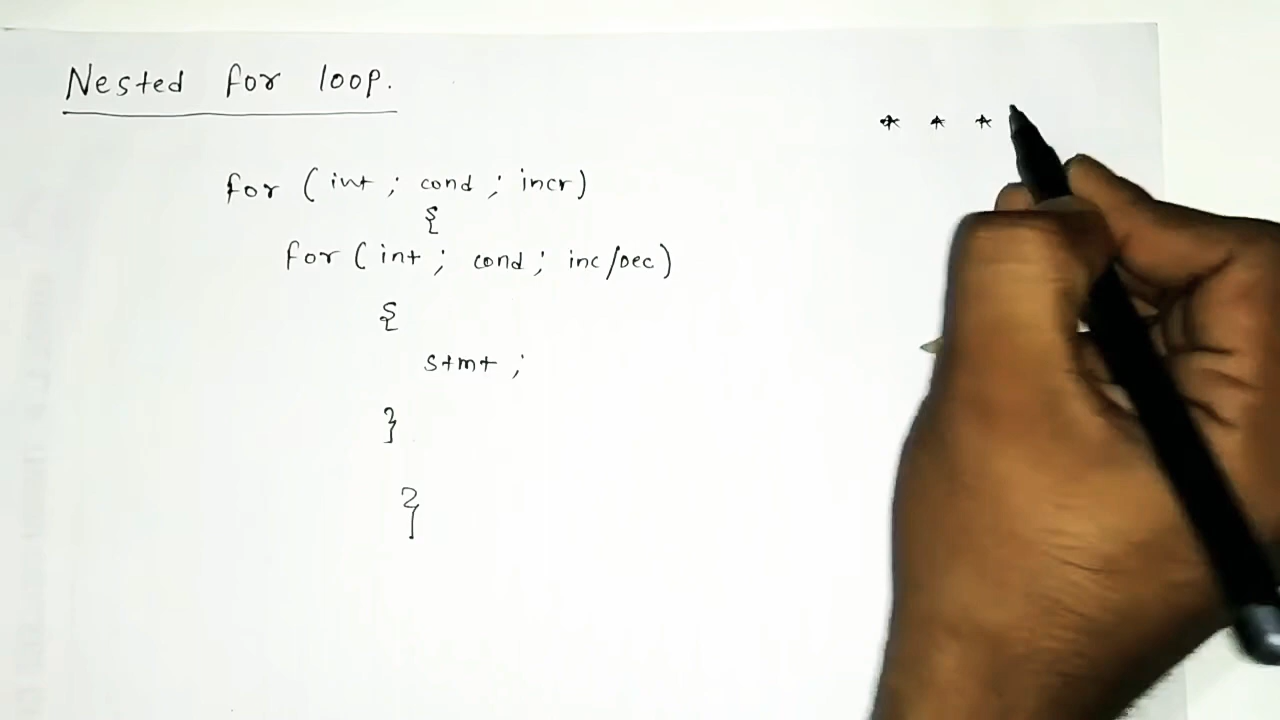 Nested for loop.
* * *
for ( int ; cond ; incr )
{
for ( int ; cond ; inc/Dec )
{
stmt ;
}
}